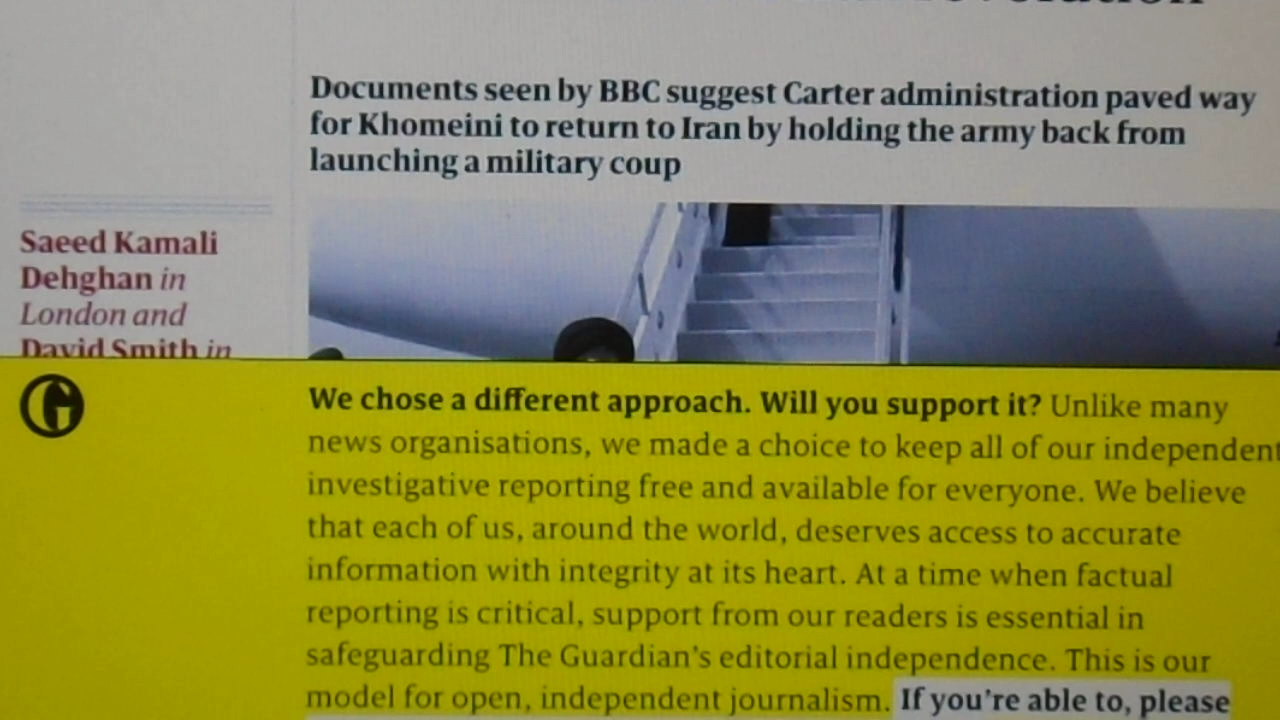 Documents seen by BBC suggest Carter administration paved way
for Khomeini to return to Iran by holding the army back from
launching a military coup
Saeed Kamali
Dehghan in
London and
David Smith in
We chose a different approach. Will you support it? Unlike many
news organisations, we made a choice to keep all of our independent
investigative reporting free and available for everyone. We believe
that each of us, around the world, deserves access to accurate
information with integrity at its heart. At a time when factual
reporting is critical, support from our readers is essential in
safeguarding The Guardian's editorial independence. This is our
model for open, independent journalism. If you're able to, please